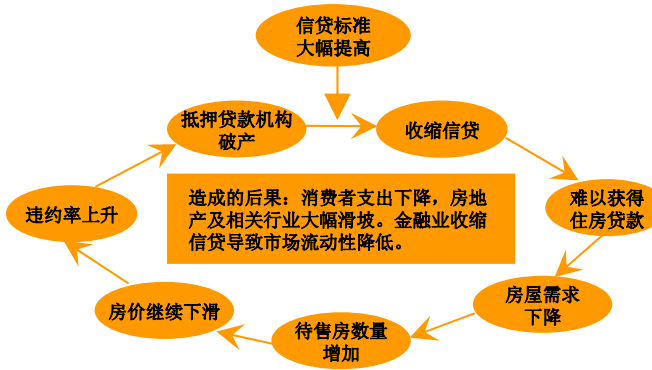 信贷标准
大幅提高
抵押贷款机构
破产
收缩信贷
造成的后果：消费者支出下降，房地
产及相关行业大幅滑坡。金融业收缩
信贷导致市场流动性降低。
难以获得
住房贷款
违约率上升
房屋需求
下降
房价继续下滑
待售房数量
增加